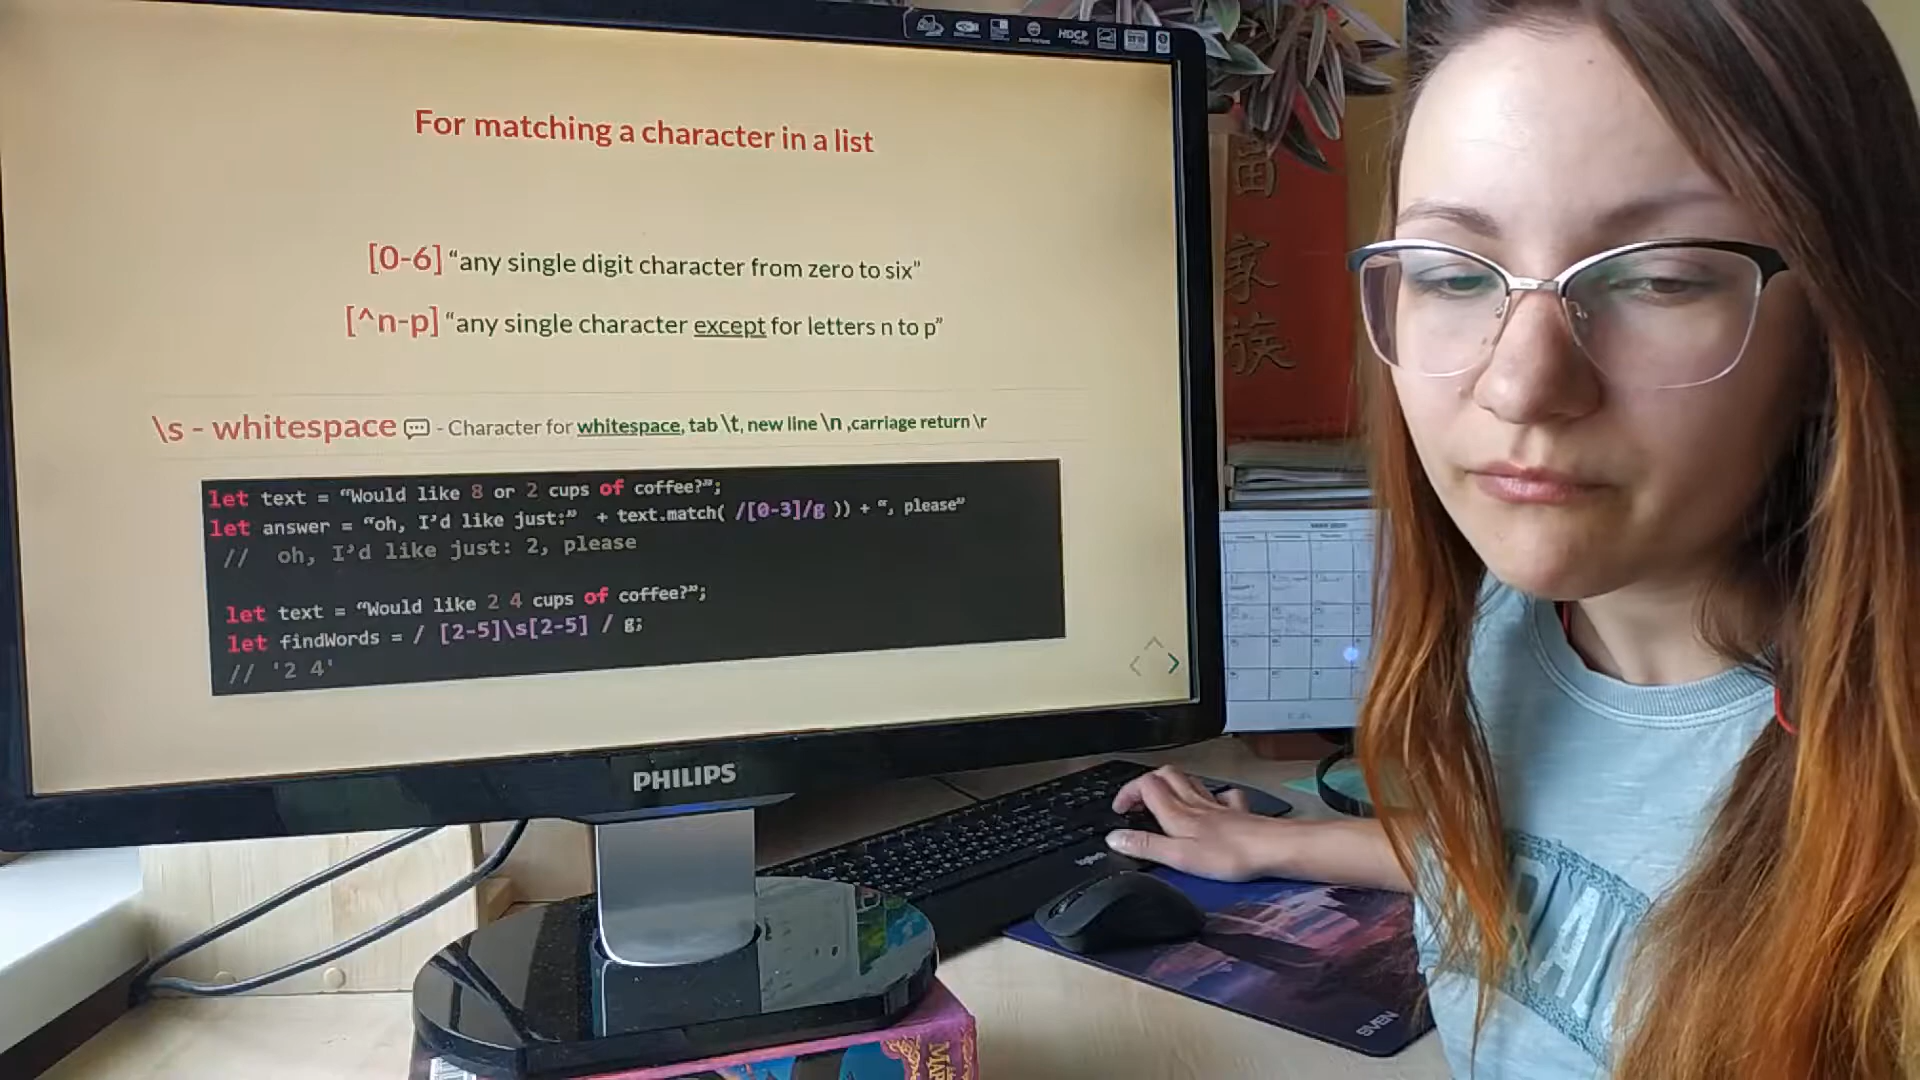 HDCP
For matching a character in a list
[0-6] “any single digit character from zero to six”
[^n-p] “any single character except for letters n to p”
\s - whitespace - Character for whitespace, tab \t, new line \n ,carriage return \r
let text = “Would like 8 or 2 cups of coffee?”;
let answer = “oh, I’d like just:” + text.match( /[0-3]/g )) + “, please”
// oh, I’d like just: 2, please
let text = “Would like 2 4 cups of coffee?”;
let findWords = / [2-5]\s[2-5] / g;
// '2 4'
PHILIPS
家
族
logitech
SVEN